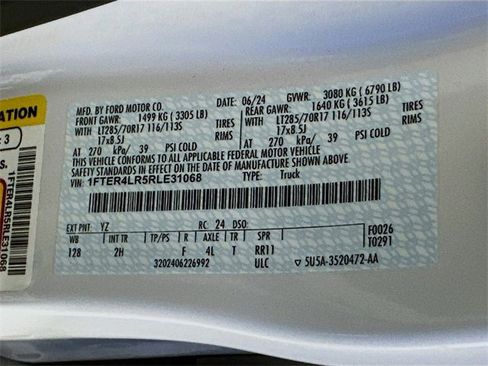 MFD. BY FORD MOTOR CO.
DATE: 06/24 GVWR: 3080 KG ( 6790 LB)
FRONT GAWR: 1499 KG ( 3305 LB)
REAR GAWR: 1640 KG ( 3615 LB)
WITH LT285/70R17 116/113S TIRES
WITH LT285/70R17 116/113S TIRES
17x8.5J RIMS
17x8.5J RIMS
AT 270 kPa/ 39 PSI COLD
AT 270 kPa/ 39 PSI COLD
THIS VEHICLE CONFORMS TO ALL APPLICABLE FEDERAL MOTOR VEHICLE
SAFETY STANDARDS IN EFFECT ON THE DATE OF MANUFACTURE SHOWN ABOVE.
VIN: 1FTER4LR5RLE31068 TYPE: Truck
EXT PNT: YZ RC: 24 DSO: F0026
WB INT TR TP/PS R AXLE TR SPR T0291
128 2H F 4L T RR11
3202406226992 ULC 5U5A-3520472-AA
ATION
: 3
s.
1FTER4LR5RLE31068